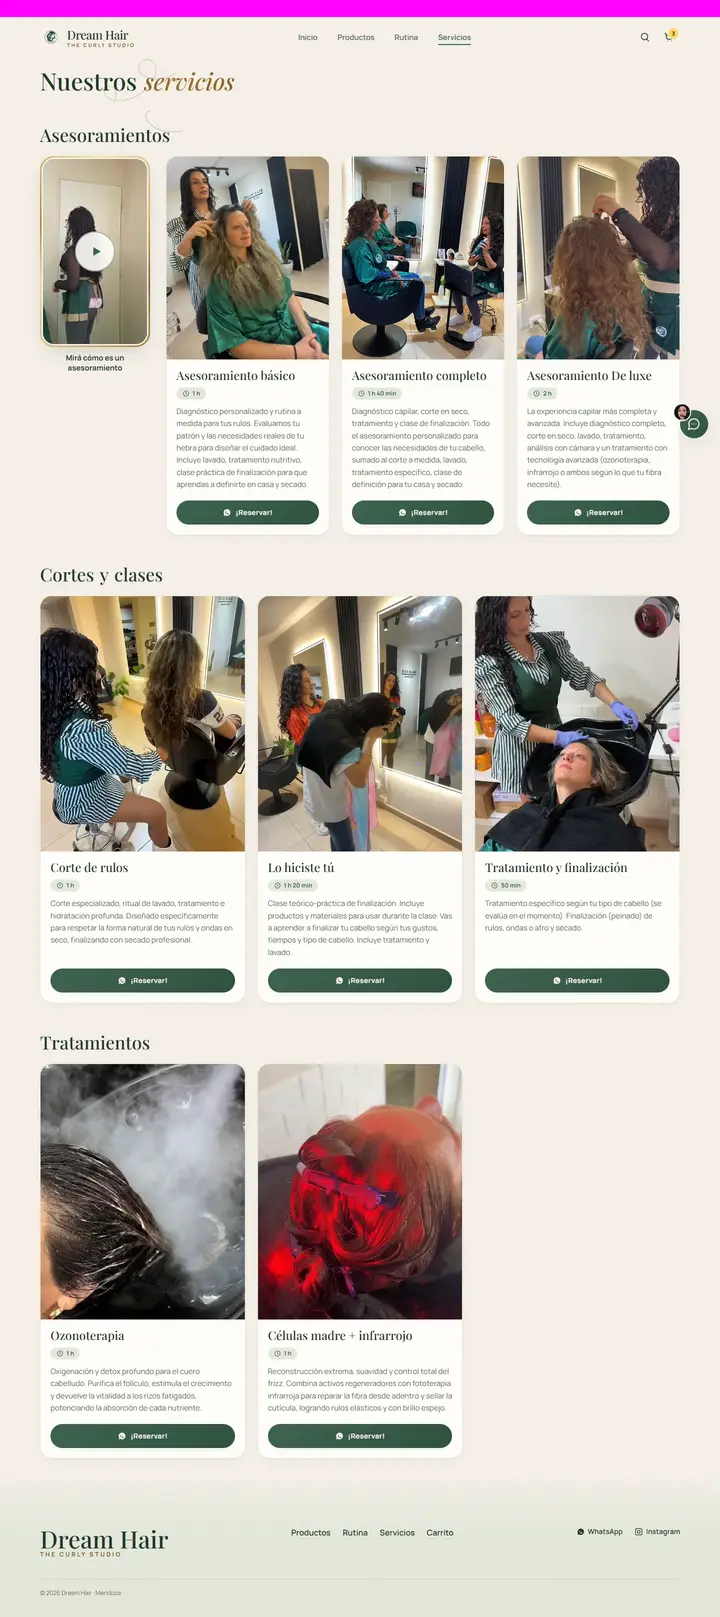 Dream Hair
THE CURLY STUDIO
Inicio
Productos
Rutina
Servicios
3
Nuestros servicios
Asesoramientos
Mirá cómo es un
asesoramiento
Asesoramiento básico
1 h
Diagnóstico personalizado y rutina a
medida para tus rulos. Evaluamos tu
patrón y las necesidades reales de tu
hebra para diseñar el cuidado ideal.
Incluye lavado, tratamiento nutritivo,
clase práctica de finalización para que
aprendas a definirte en casa y secado.
¡Reservar!
Asesoramiento completo
1 h 40 min
Diagnóstico capilar, corte en seco,
tratamiento y clase de finalización. Todo
el asesoramiento personalizado para
conocer las necesidades de tu cabello,
sumado al corte a medida, lavado,
tratamiento específico, clase de
definición para tu casa y secado.
¡Reservar!
Asesoramiento De luxe
2 h
La experiencia capilar más completa y
avanzada. Incluye diagnóstico completo,
corte en seco, lavado, tratamiento,
análisis con cámara y un tratamiento con
tecnología avanzada (ozonoterapia,
infrarrojo o ambos según lo que tu fibra
necesite).
¡Reservar!
Cortes y clases
Corte de rulos
1 h
Corte especializado, ritual de lavado, tratamiento e
hidratación profunda. Diseñado específicamente
para respetar la forma natural de tus rulos y ondas en
seco, finalizando con secado profesional.
¡Reservar!
Lo hiciste tú
1 h 20 min
Clase teórico-práctica de finalización. Incluye
productos y materiales para usar durante la clase. Vas
a aprender a finalizar tu cabello según tus gustos,
tiempos y tipo de cabello. Incluye tratamiento y
lavado.
¡Reservar!
Tratamiento y finalización
50 min
Tratamiento específico según tu tipo de cabello (se
evalúa en el momento). Finalización (peinado) de
rulos, ondas o afro y secado.
¡Reservar!
Tratamientos
Ozonoterapia
1 h
Oxigenación y detox profundo para el cuero
cabelludo. Purifica el folículo, estimula el crecimiento
y devuelve la vitalidad a los rizos fatigados,
potenciando la absorción de cada nutriente.
¡Reservar!
Células madre + infrarrojo
1 h
Reconstrucción extrema, suavidad y control total del
frizz. Combina activos regeneradores con fototerapia
infrarroja para reparar la fibra desde adentro y sellar la
cutícula, logrando rulos elásticos y con brillo espejo.
¡Reservar!
Dream Hair
THE CURLY STUDIO
Productos
Rutina
Servicios
Carrito
WhatsApp
Instagram
© 2026 Dream Hair · Mendoza